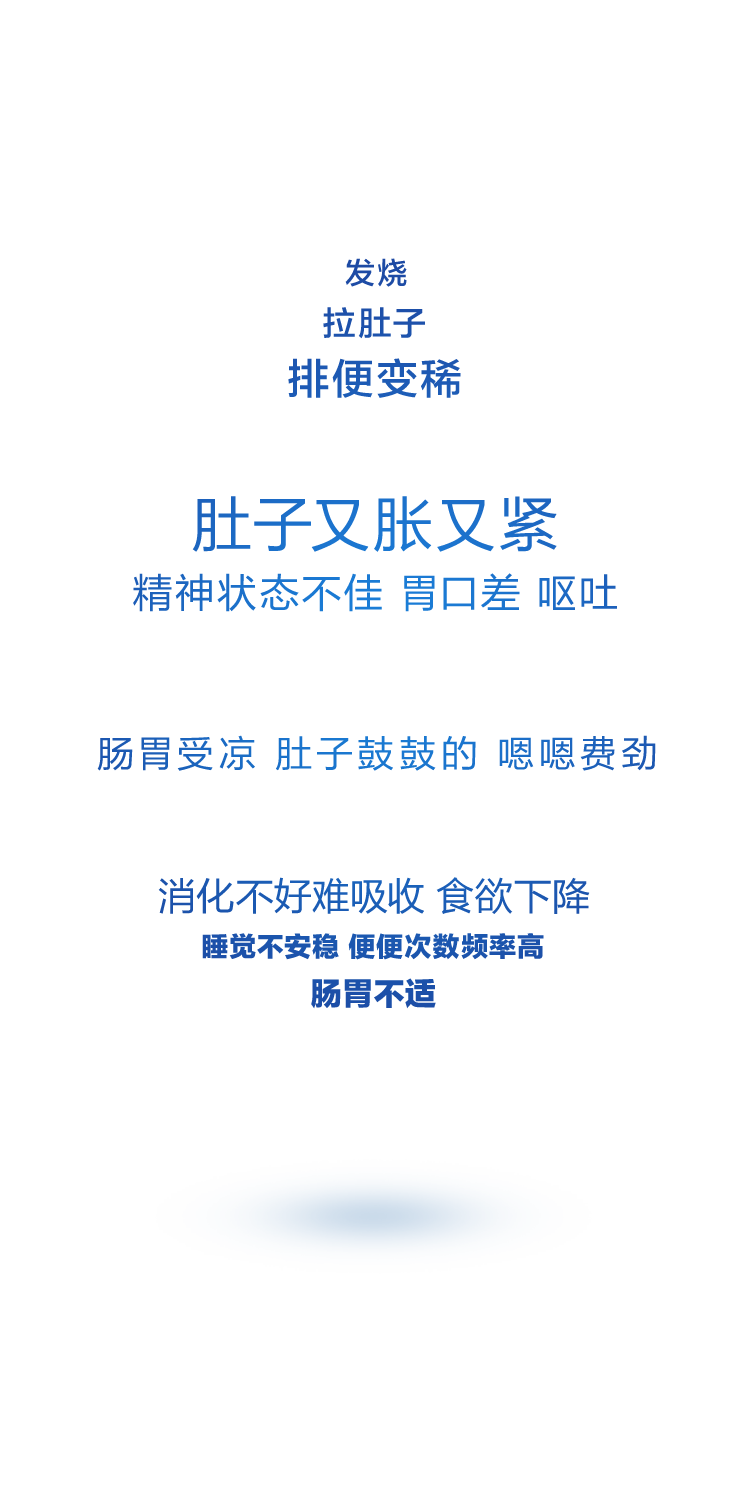 发烧
拉肚子
排便变稀
肚子又胀又紧
精神状态不佳 胃口差 呕吐
肠胃受凉 肚子鼓鼓的 嗯嗯费劲
消化不好难吸收 食欲下降
睡觉不安稳 便便次数频率高
肠胃不适